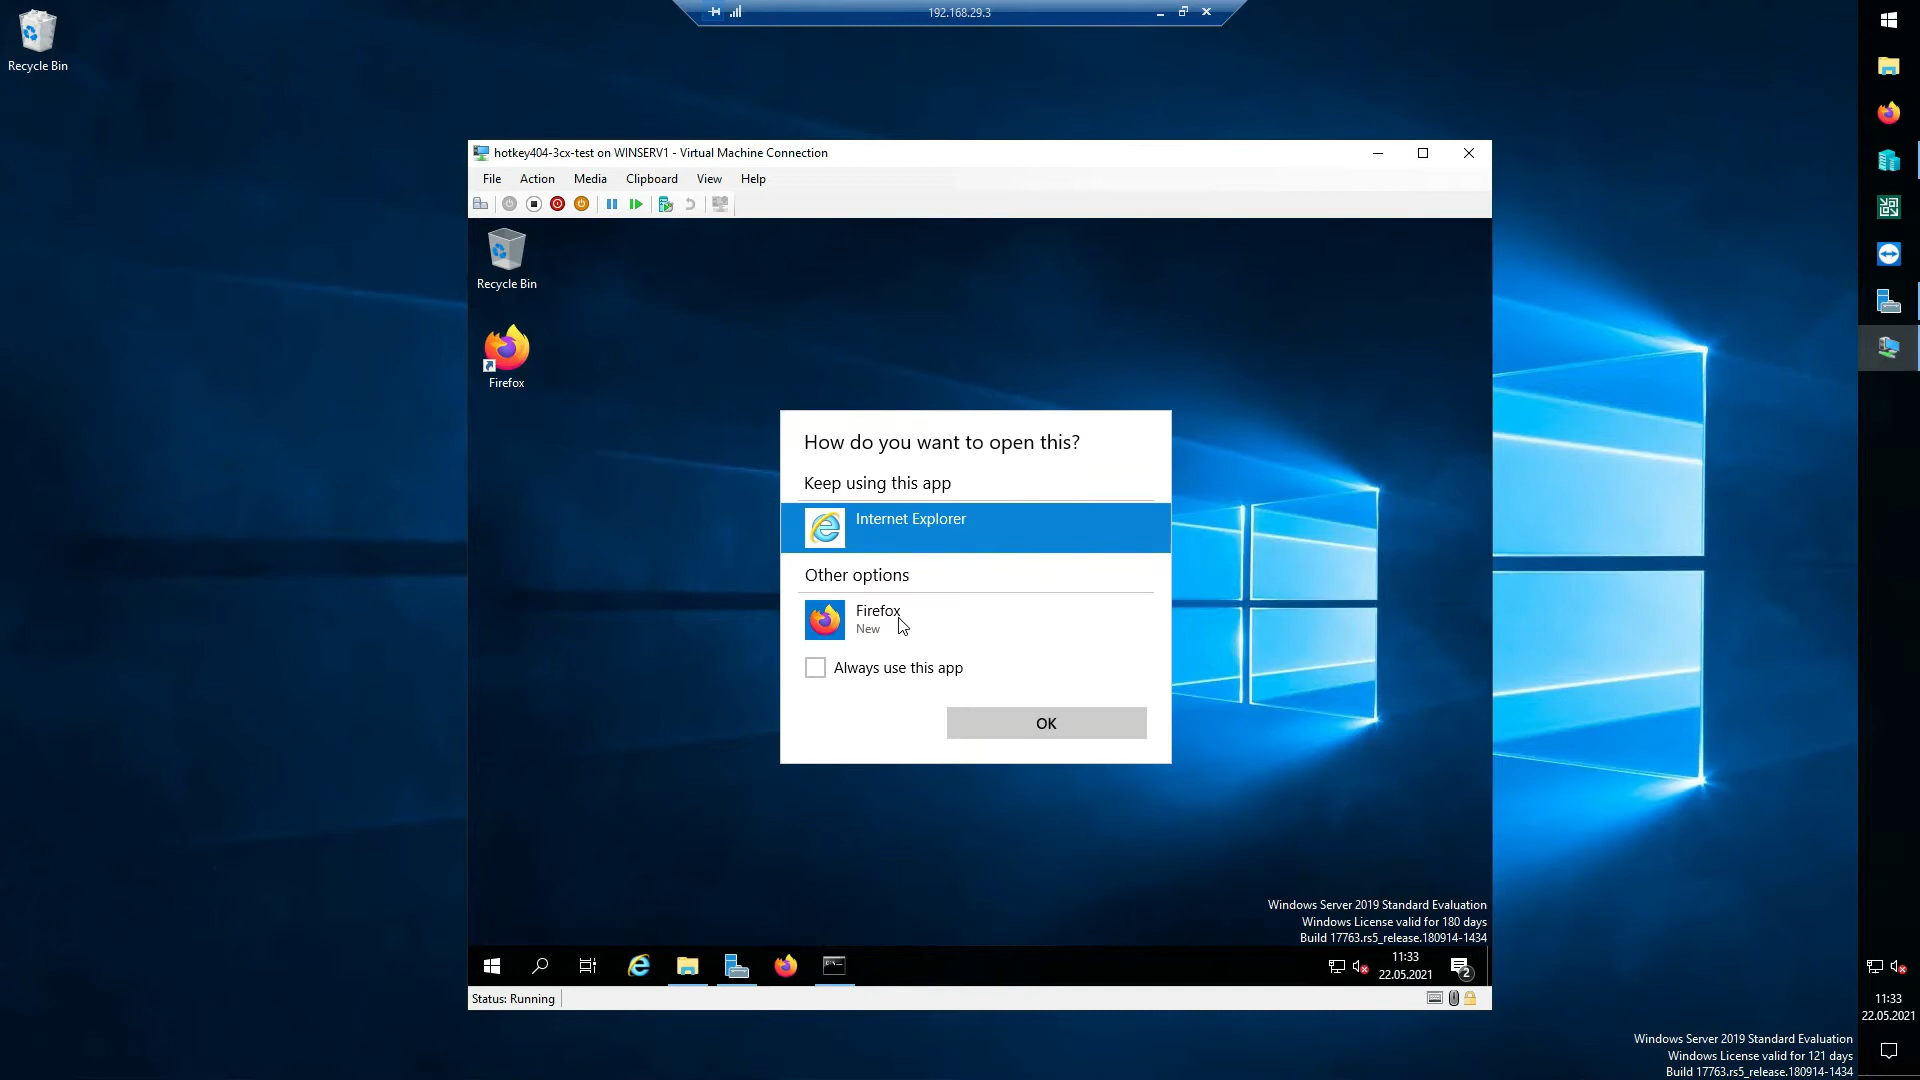 192.168.29.3
Recycle Bin
hotkey404-3cx-test on WINSERV1 - Virtual Machine Connection
File Action Media Clipboard View Help
Recycle Bin
Firefox
How do you want to open this?
Keep using this app
Internet Explorer
Other options
Firefox
New
Always use this app
OK
Windows Server 2019 Standard Evaluation
Windows License valid for 180 days
Build 17763.rs5_release.180914-1434
11:33
22.05.2021
2
Status: Running
11:33
22.05.2021
Windows Server 2019 Standard Evaluation
Windows License valid for 121 days
Build 17763.rs5_release.180914-1434